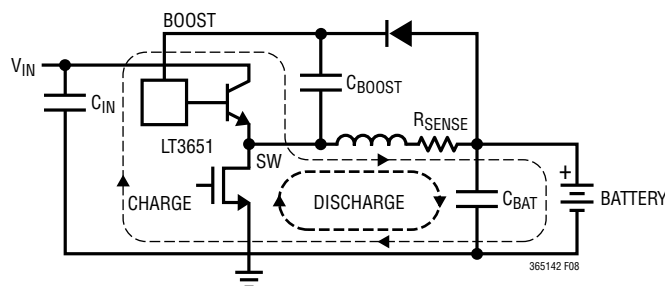 BOOST
V_IN
C_IN
C_BOOST
R_SENSE
LT3651
SW
+
CHARGE
DISCHARGE
C_BAT
BATTERY
365142 F08